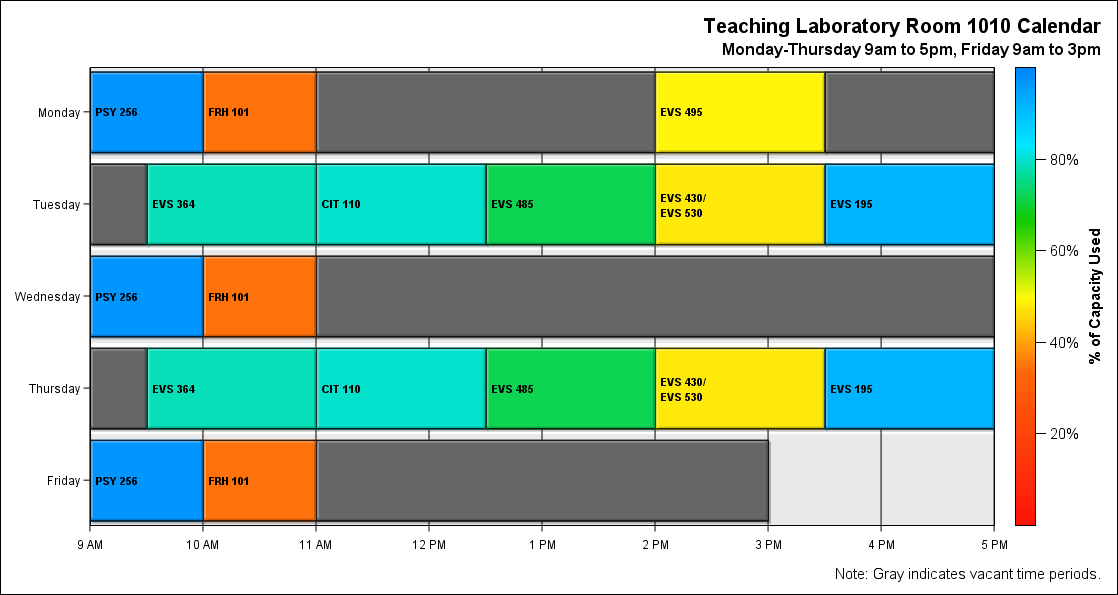 Teaching Laboratory Room 1010 Calendar
Monday-Thursday 9am to 5pm, Friday 9am to 3pm
Monday
PSY 256
FRH 101
EVS 495
Tuesday
EVS 364
CIT 110
EVS 485
EVS 430/
EVS 530
EVS 195
Wednesday
PSY 256
FRH 101
Thursday
EVS 364
CIT 110
EVS 485
EVS 430/
EVS 530
EVS 195
Friday
PSY 256
FRH 101
9 AM
10 AM
11 AM
12 PM
1 PM
2 PM
3 PM
4 PM
5 PM
80%
60%
40%
20%
% of Capacity Used
Note: Gray indicates vacant time periods.